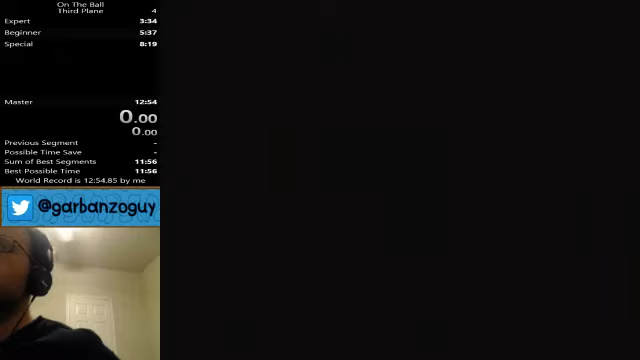 On The Ball
Third Plane 4
Expert 3:34
Beginner 5:37
Special 8:19
Master 12:54
0.00
0.00
Previous Segment -
Possible Time Save -
Sum of Best Segments 11:56
Best Possible Time 11:56
World Record is 12:54.85 by me
@garbanzoguy